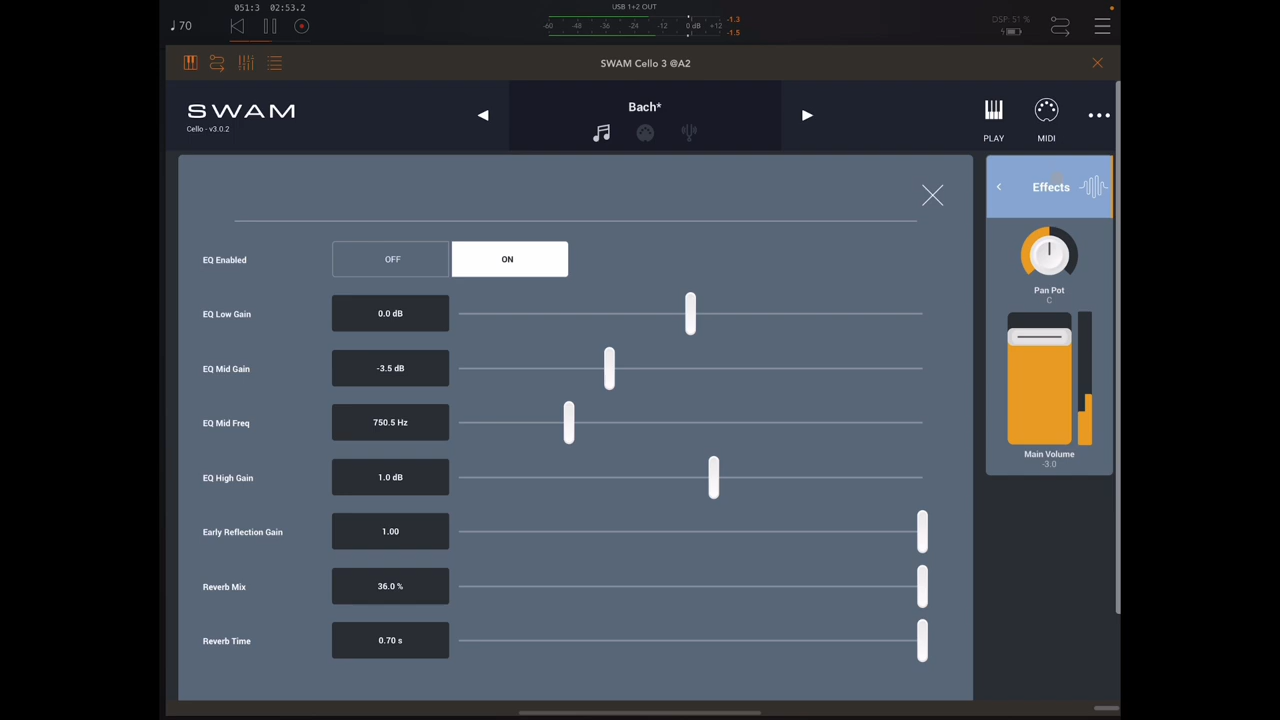 USB 1+2 OUT
051:3 02:53.2
♩70
-60 -48 -36 -24 -12 0 dB +12
-1.3
-1.5
DSP: 51 %
SWAM Cello 3 @A2
SWAM
Cello - v3.0.2
Bach*
PLAY
MIDI
Effects
EQ Enabled
OFF
ON
Pan Pot
C
EQ Low Gain
0.0 dB
EQ Mid Gain
-3.5 dB
EQ Mid Freq
750.5 Hz
Main Volume
-3.0
EQ High Gain
1.0 dB
Early Reflection Gain
1.00
Reverb Mix
36.0 %
Reverb Time
0.70 s